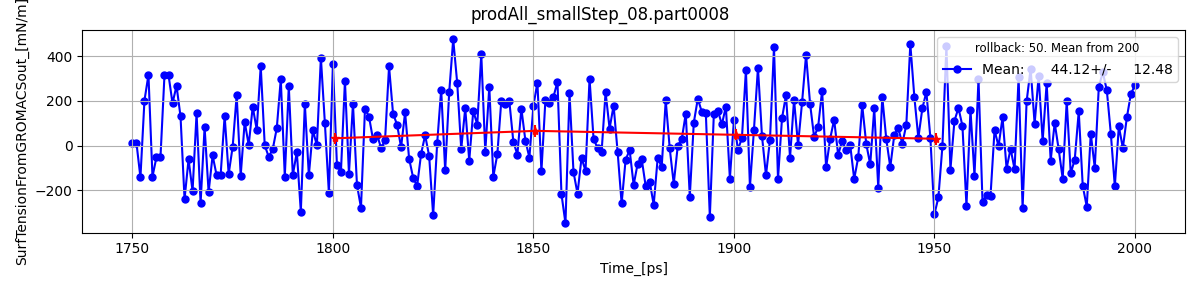 prodAll_smallStep_08.part0008
SurfTensionFromGROMACSout_[mN/m]
400
200
0
−200
rollback: 50. Mean from 200
Mean: 44.12+/- 12.48
1750 1800 1850 1900 1950 2000
Time_[ps]